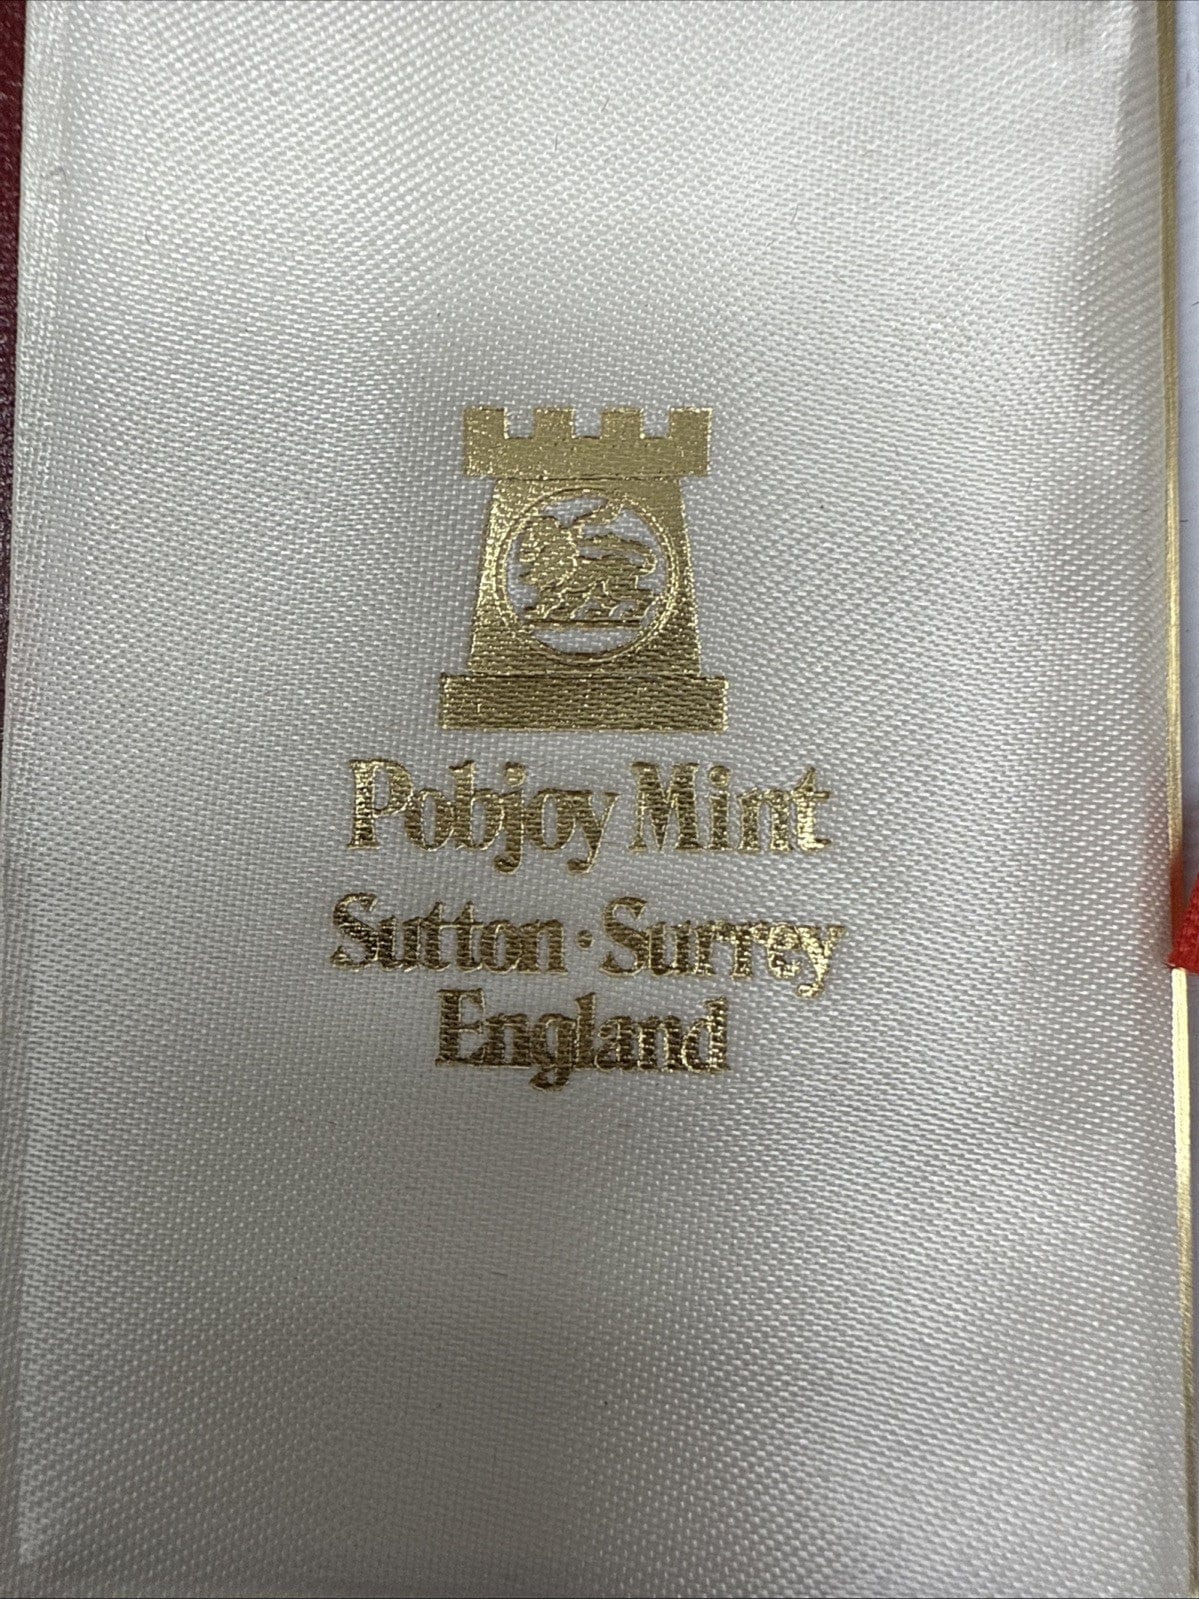 Pobjoy Mint
Sutton · Surrey
England